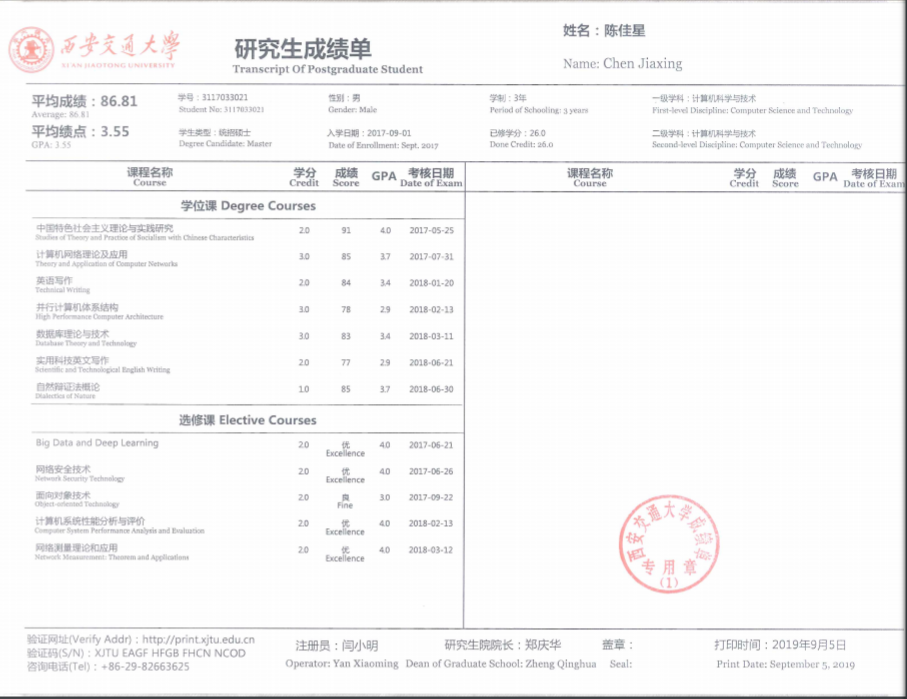 西安交通大学
XI'AN JIAOTONG UNIVERSITY
研究生成绩单
Transcript Of Postgraduate Student
姓名：陈佳星
Name: Chen Jiaxing
平均成绩：86.81
Average: 86.81
平均绩点：3.55
GPA: 3.55
学号：3117033021
Student No: 3117033021
学生类型：统招硕士
Degree Candidate: Master
性别：男
Gender: Male
入学日期：2017-09-01
Date of Enrollment: Sept. 2017
学制：3年
Period of Schooling: 3 years
已修学分：26.0
Done Credit: 26.0
一级学科：计算机科学与技术
First-level Discipline: Computer Science and Technology
二级学科：计算机科学与技术
Second-level Discipline: Computer Science and Technology
课程名称 学分 成绩 GPA 考核日期
Course Credit Score Date of Exam
学位课 Degree Courses
中国特色社会主义理论与实践研究 2.0 91 4.0 2017-05-25
Studies of Theory and Practice of Socialism with Chinese Characteristics
计算机网络理论及应用 3.0 85 3.7 2017-07-31
Theory and Application of Computer Networks
英语写作 2.0 84 3.4 2018-01-20
Technical Writing
并行计算机体系结构 3.0 78 2.9 2018-02-13
High Performance Computer Architecture
数据库理论与技术 3.0 83 3.4 2018-03-11
Database Theory and Technology
实用科技英文写作 2.0 77 2.9 2018-06-21
Scientific and Technological English Writing
自然辩证法概论 1.0 85 3.7 2018-06-30
Dialectics of Nature
选修课 Elective Courses
Big Data and Deep Learning 2.0 优 4.0 2017-06-21
Excellence
网络安全技术 2.0 优 4.0 2017-06-26
Network Security Technology Excellence
面向对象技术 2.0 良 3.0 2017-09-22
Object-oriented Technology Fine
计算机系统性能分析与评价 2.0 优 4.0 2018-02-13
Computer System Performance Analysis and Evaluation Excellence
网络测量理论和应用 2.0 优 4.0 2018-03-12
Network Measurement: Theorem and Applications Excellence
课程名称 学分 成绩 GPA 考核日期
Course Credit Score Date of Exam
西安交通大学成绩单
专用章
(1)
验证网址(Verify Addr)：http://print.xjtu.edu.cn
验证码(S/N)：XJTU EAGF HFGB FHCN NCOD
咨询电话(Tel)：+86-29-82663625
注册员：闫小明
Operator: Yan Xiaoming
研究生院院长：郑庆华
Dean of Graduate School: Zheng Qinghua
盖章：
Seal:
打印时间：2019年9月5日
Print Date: September 5, 2019